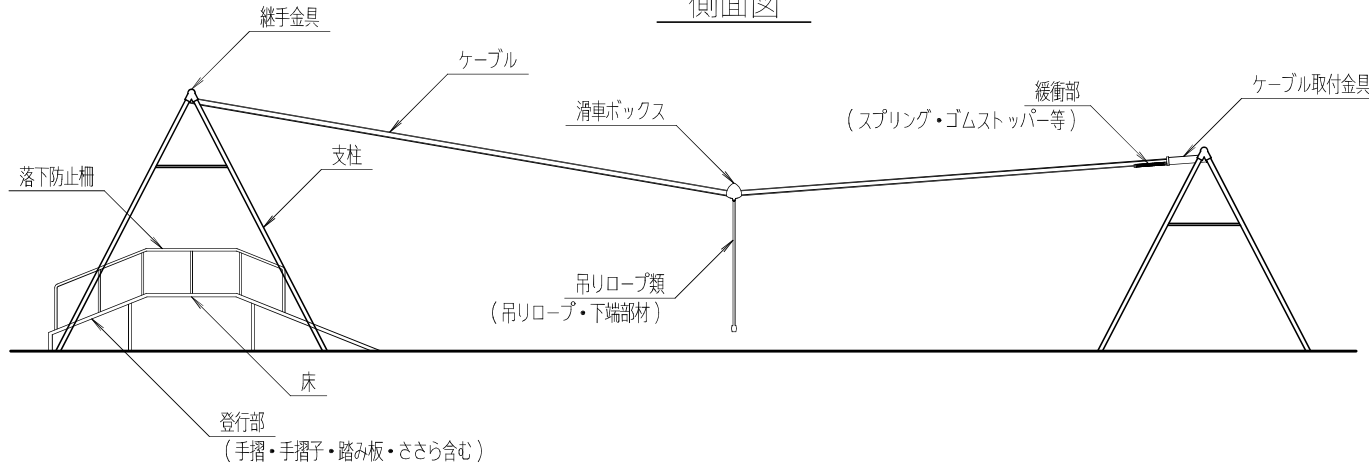 側面図
継手金具
ケーブル
ケーブル取付金具
緩衝部
(スプリング・ゴムストッパー等)
滑車ボックス
支柱
落下防止柵
吊りロープ類
(吊りロープ・下端部材)
床
登行部
(手摺・手摺子・踏み板・ささら含む)